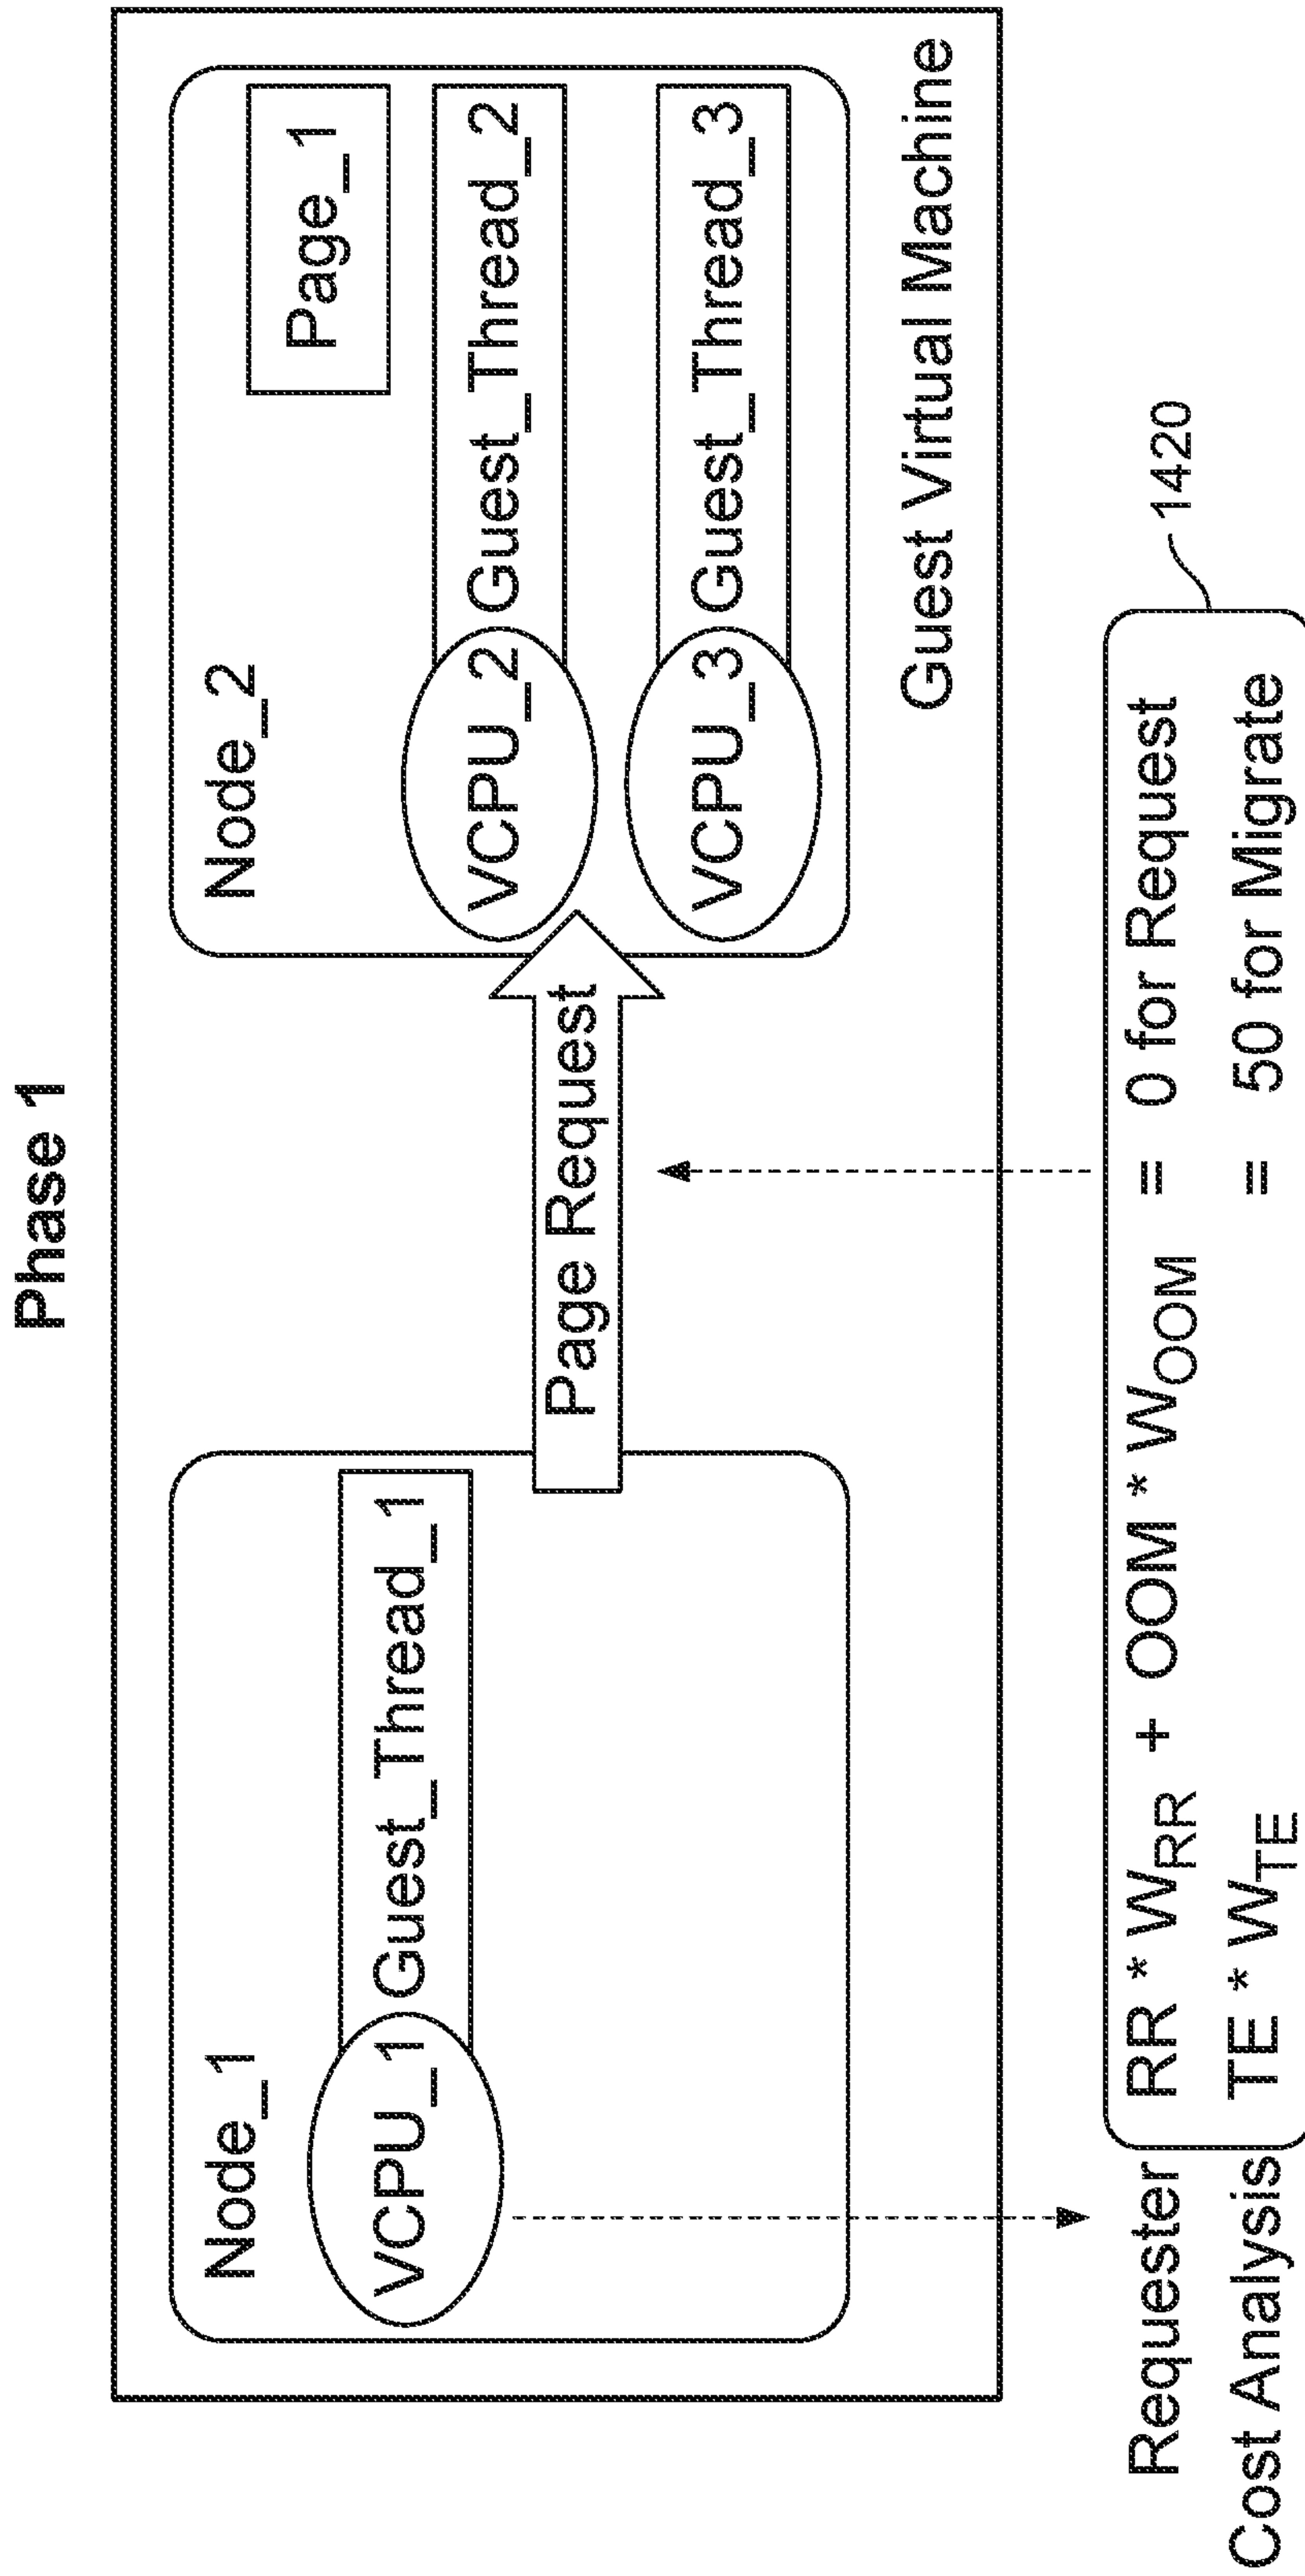 Phase 1
Node_1
VCPU_1 Guest_Thread_1
Page Request
Node_2
Page_1
VCPU_2 Guest_Thread_2
VCPU_3 Guest_Thread_3
Guest Virtual Machine
1420
Requester RR * W_RR + OOM * W_OOM = 0 for Request
Cost Analysis TE * W_TE = 50 for Migrate